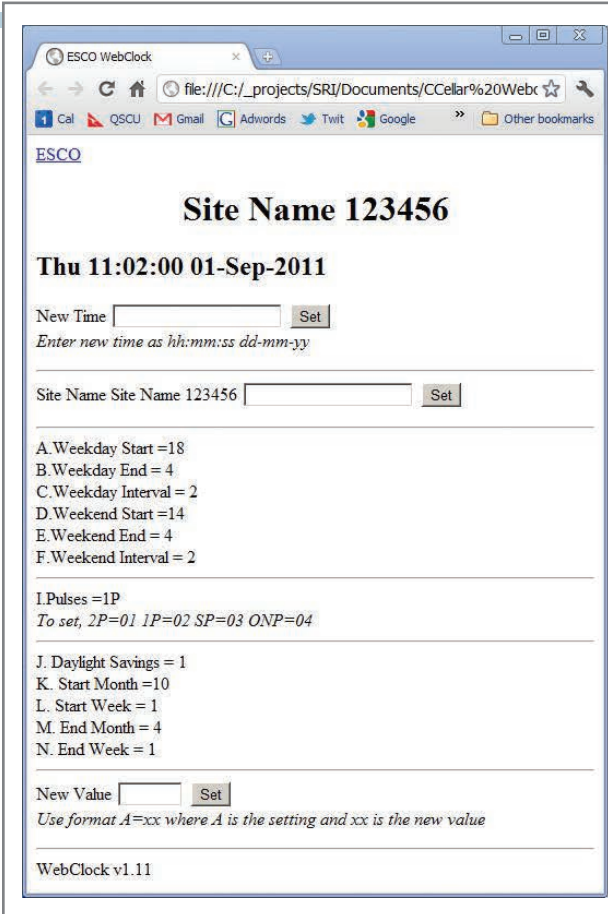 ESCO WebClock
file:///C:/_projects/SRI/Documents/CCellar%20Webc
1 Cal QSCU Gmail G Adwords Twit Google » Other bookmarks
ESCO
Site Name 123456
Thu 11:02:00 01-Sep-2011
New Time Set
Enter new time as hh:mm:ss dd-mm-yy
Site Name Site Name 123456 Set
A.Weekday Start =18
B.Weekday End = 4
C.Weekday Interval = 2
D.Weekend Start =14
E.Weekend End = 4
F.Weekend Interval = 2
I.Pulses =1P
To set, 2P=01 1P=02 SP=03 ONP=04
J. Daylight Savings = 1
K. Start Month =10
L. Start Week = 1
M. End Month = 4
N. End Week = 1
New Value Set
Use format A=xx where A is the setting and xx is the new value
WebClock v1.11